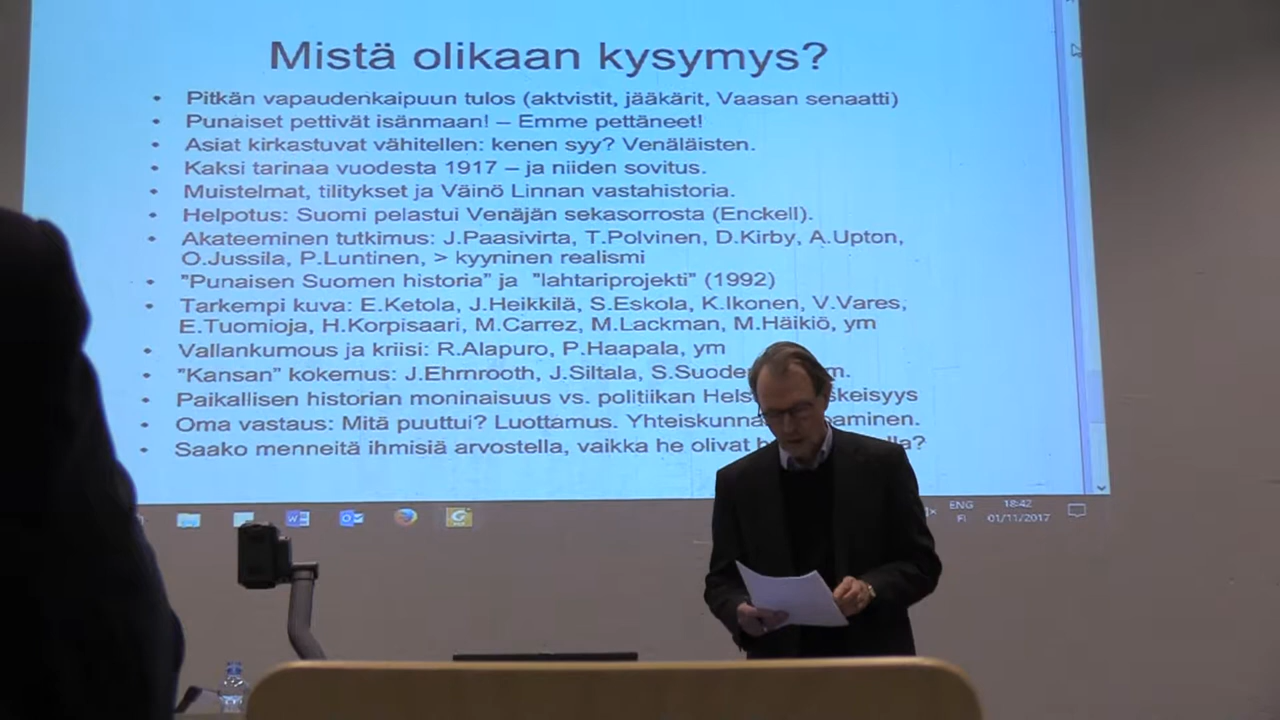 Mistä olikaan kysymys?
• Pitkän vapaudenkaipuun tulos (aktvistit, jääkärit, Vaasan senaatti)
• Punaiset pettivät isänmaan! – Emme pettäneet!
• Asiat kirkastuvat vähitellen: kenen syy? Venäläisten.
• Kaksi tarinaa vuodesta 1917 – ja niiden sovitus.
• Muistelmat, tilitykset ja Väinö Linnan vastahistoria.
• Helpotus: Suomi pelastui Venäjän sekasorrosta (Enckell).
• Akateeminen tutkimus: J.Paasivirta, T.Polvinen, D.Kirby, A.Upton,
O.Jussila, P.Luntinen, > kyyninen realismi
• "Punaisen Suomen historia" ja "lahtariprojekti" (1992)
• Tarkempi kuva: E.Ketola, J.Heikkilä, S.Eskola, K.Ikonen, V.Vares,
E.Tuomioja, H.Korpisaari, M.Carrez, M.Lackman, M.Häikiö, ym
• Vallankumous ja kriisi: R.Alapuro, P.Haapala, ym
• "Kansan" kokemus: J.Ehrnrooth, J.Siltala,
• Paikallisen historian moninaisuus vs. politiikan
• Oma vastaus: Mitä puuttui? Luottamus.
• Saako menneitä ihmisiä arvostella, vaikka he olivat
ENG 18:42
FI 01/11/2017